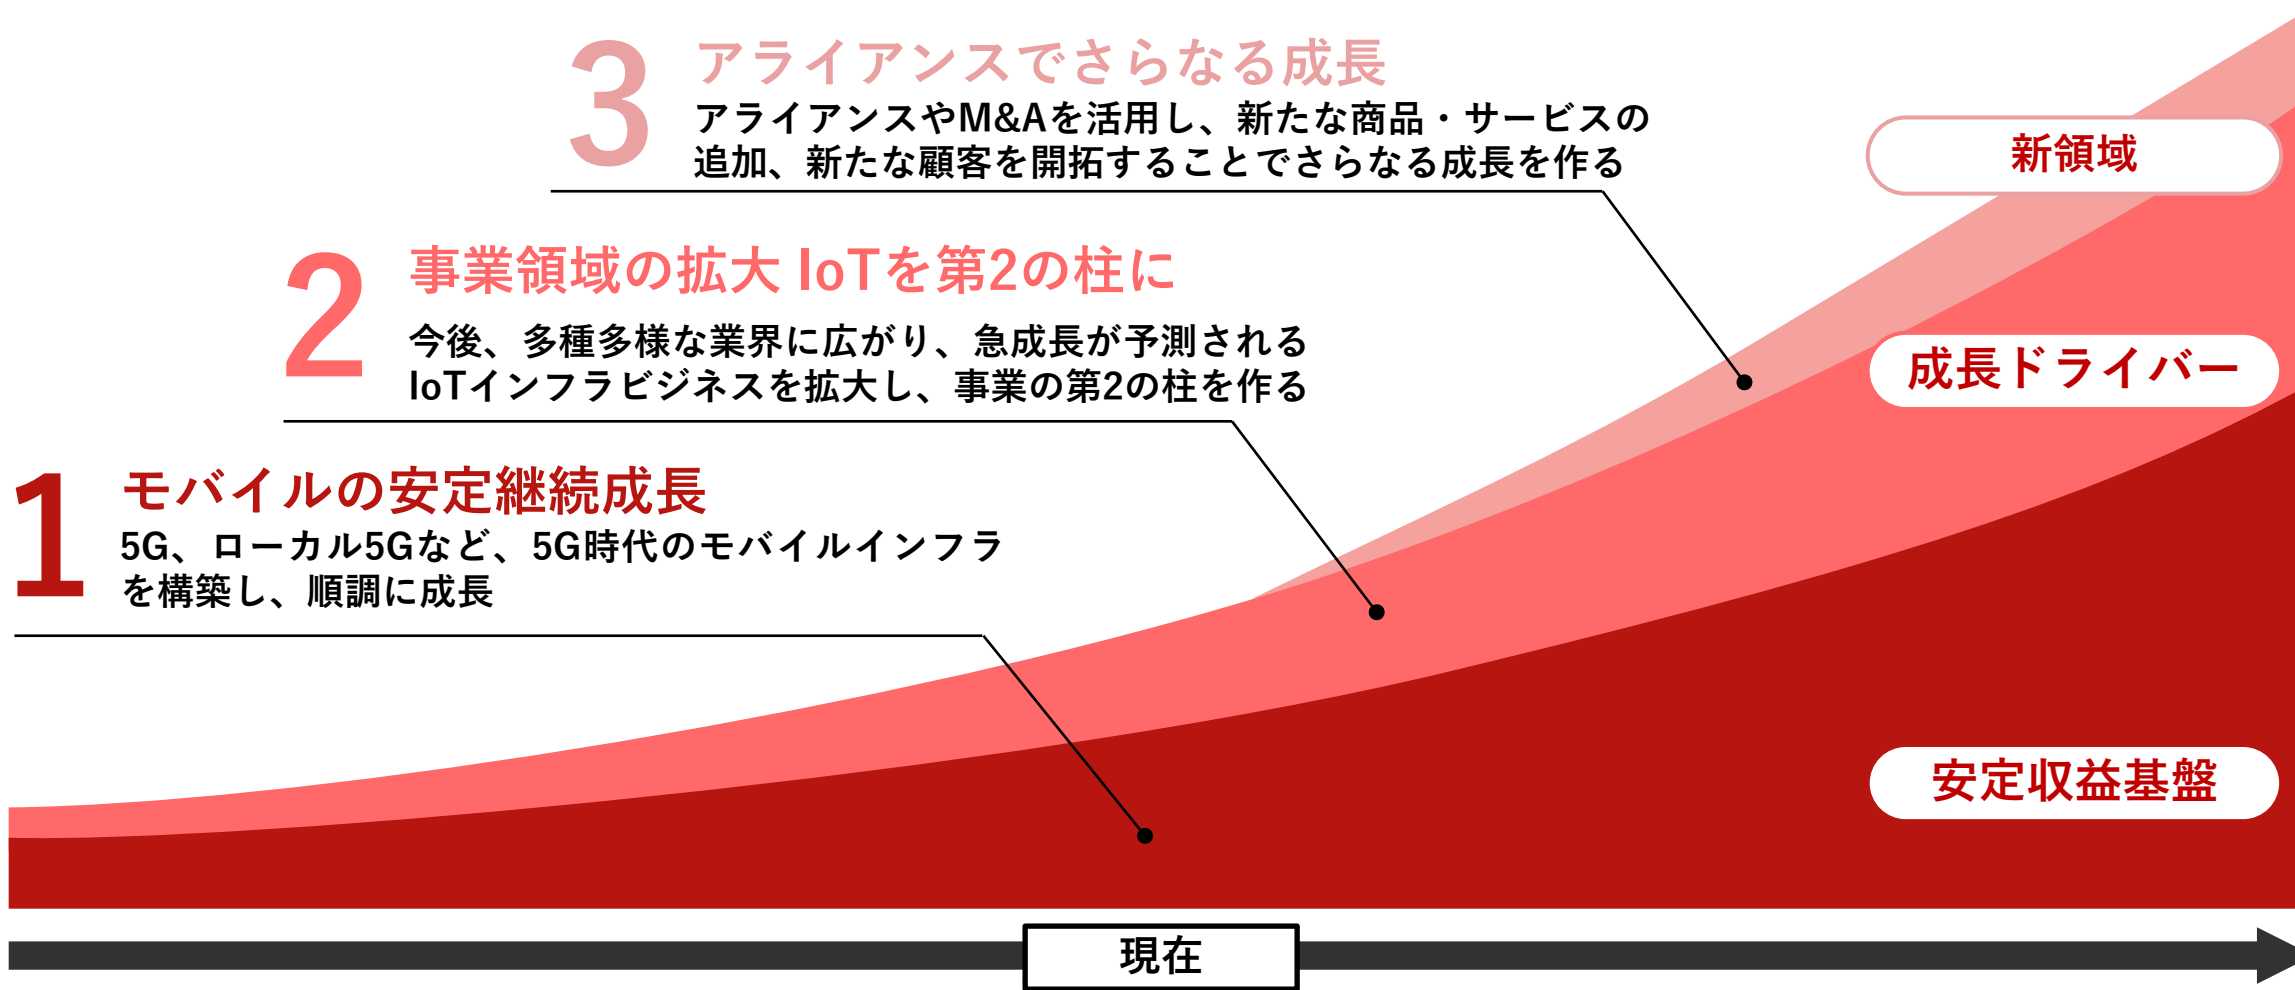 3
アライアンスでさらなる成長
アライアンスやM&Aを活用し、新たな商品・サービスの
追加、新たな顧客を開拓することでさらなる成長を作る
新領域
2
事業領域の拡大 IoTを第2の柱に
今後、多種多様な業界に広がり、急成長が予測される
IoTインフラビジネスを拡大し、事業の第2の柱を作る
成長ドライバー
1
モバイルの安定継続成長
5G、ローカル5Gなど、5G時代のモバイルインフラ
を構築し、順調に成長
安定収益基盤
現在